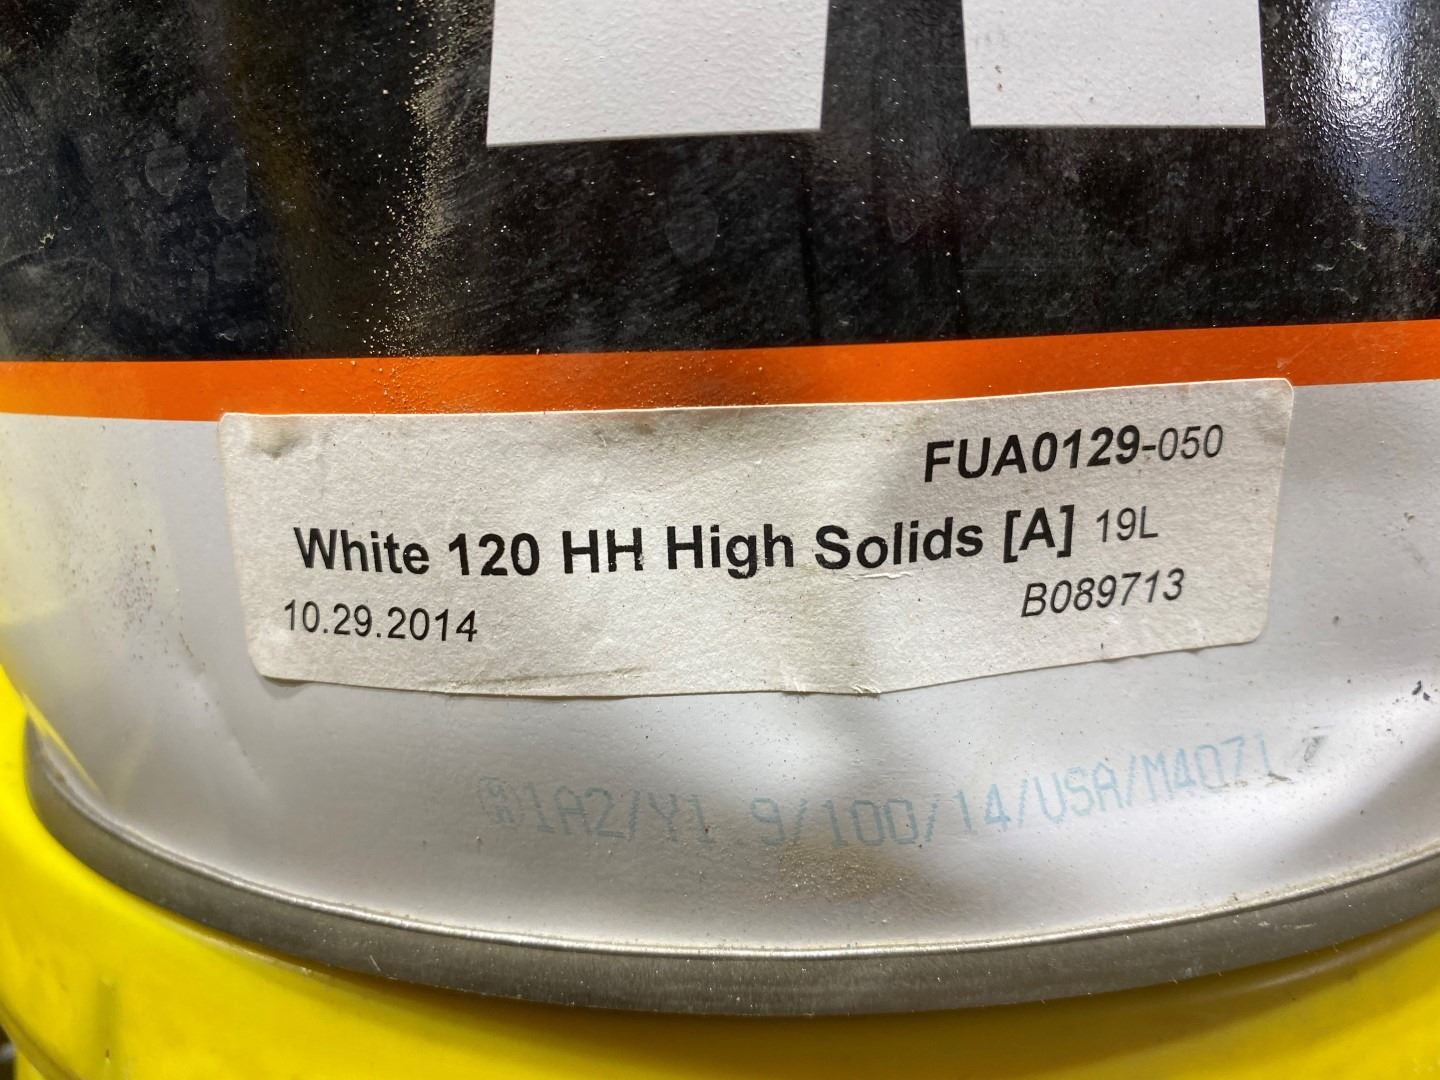 FUA0129-050
White 120 HH High Solids [A] 19L
10.29.2014 B089713
1A2/Y1 9/100/14/USA/M4071